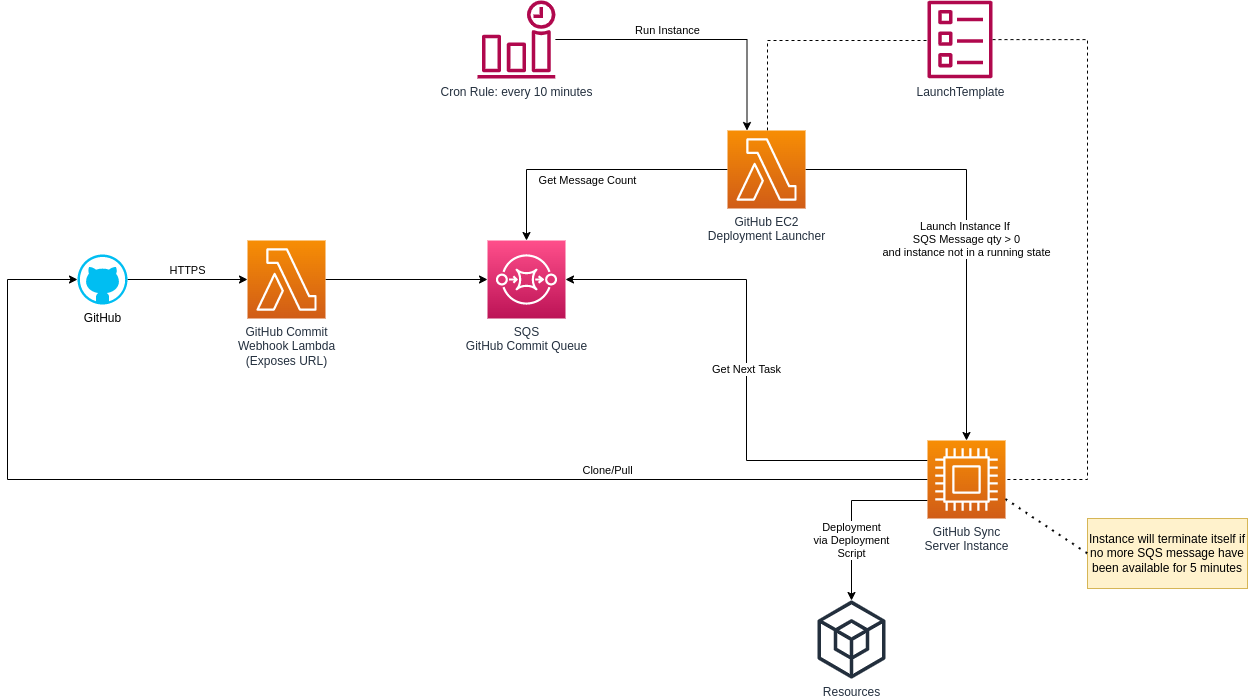 Run Instance
Cron Rule: every 10 minutes
LaunchTemplate
Get Message Count
GitHub EC2
Deployment Launcher
Launch Instance If
SQS Message qty > 0
and instance not in a running state
HTTPS
GitHub
GitHub Commit
Webhook Lambda
(Exposes URL)
SQS
GitHub Commit Queue
Get Next Task
Clone/Pull
GitHub Sync
Server Instance
Deployment
via Deployment
Script
Instance will terminate itself if
no more SQS message have
been available for 5 minutes
Resources